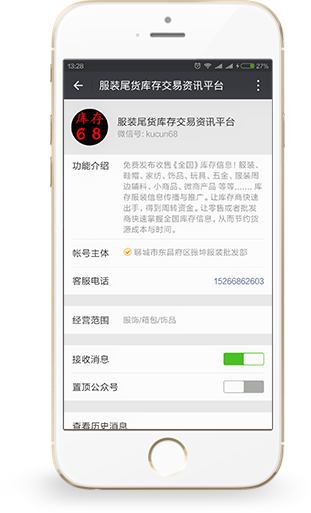 13:28
27%
服装尾货库存交易资讯平台
库存
68
服装尾货库存交易资讯平台
微信号: kucun68
功能介绍
免费发布收售《全国》库存信息！服装、
鞋帽、家纺、饰品、玩具、五金、服装周
边辅料、小商品、微商产品 等等....... 库
存服装信息传播与推广。让库存商快速
出手，得到周转资金。让零售或者批发
商快速掌握全国库存信息，从而节约货
源成本与时间。
帐号主体
聊城市东昌府区振坤服装批发部
客服电话
15266862603
经营范围
服饰/箱包/饰品
接收消息
置顶公众号
查看历史消息